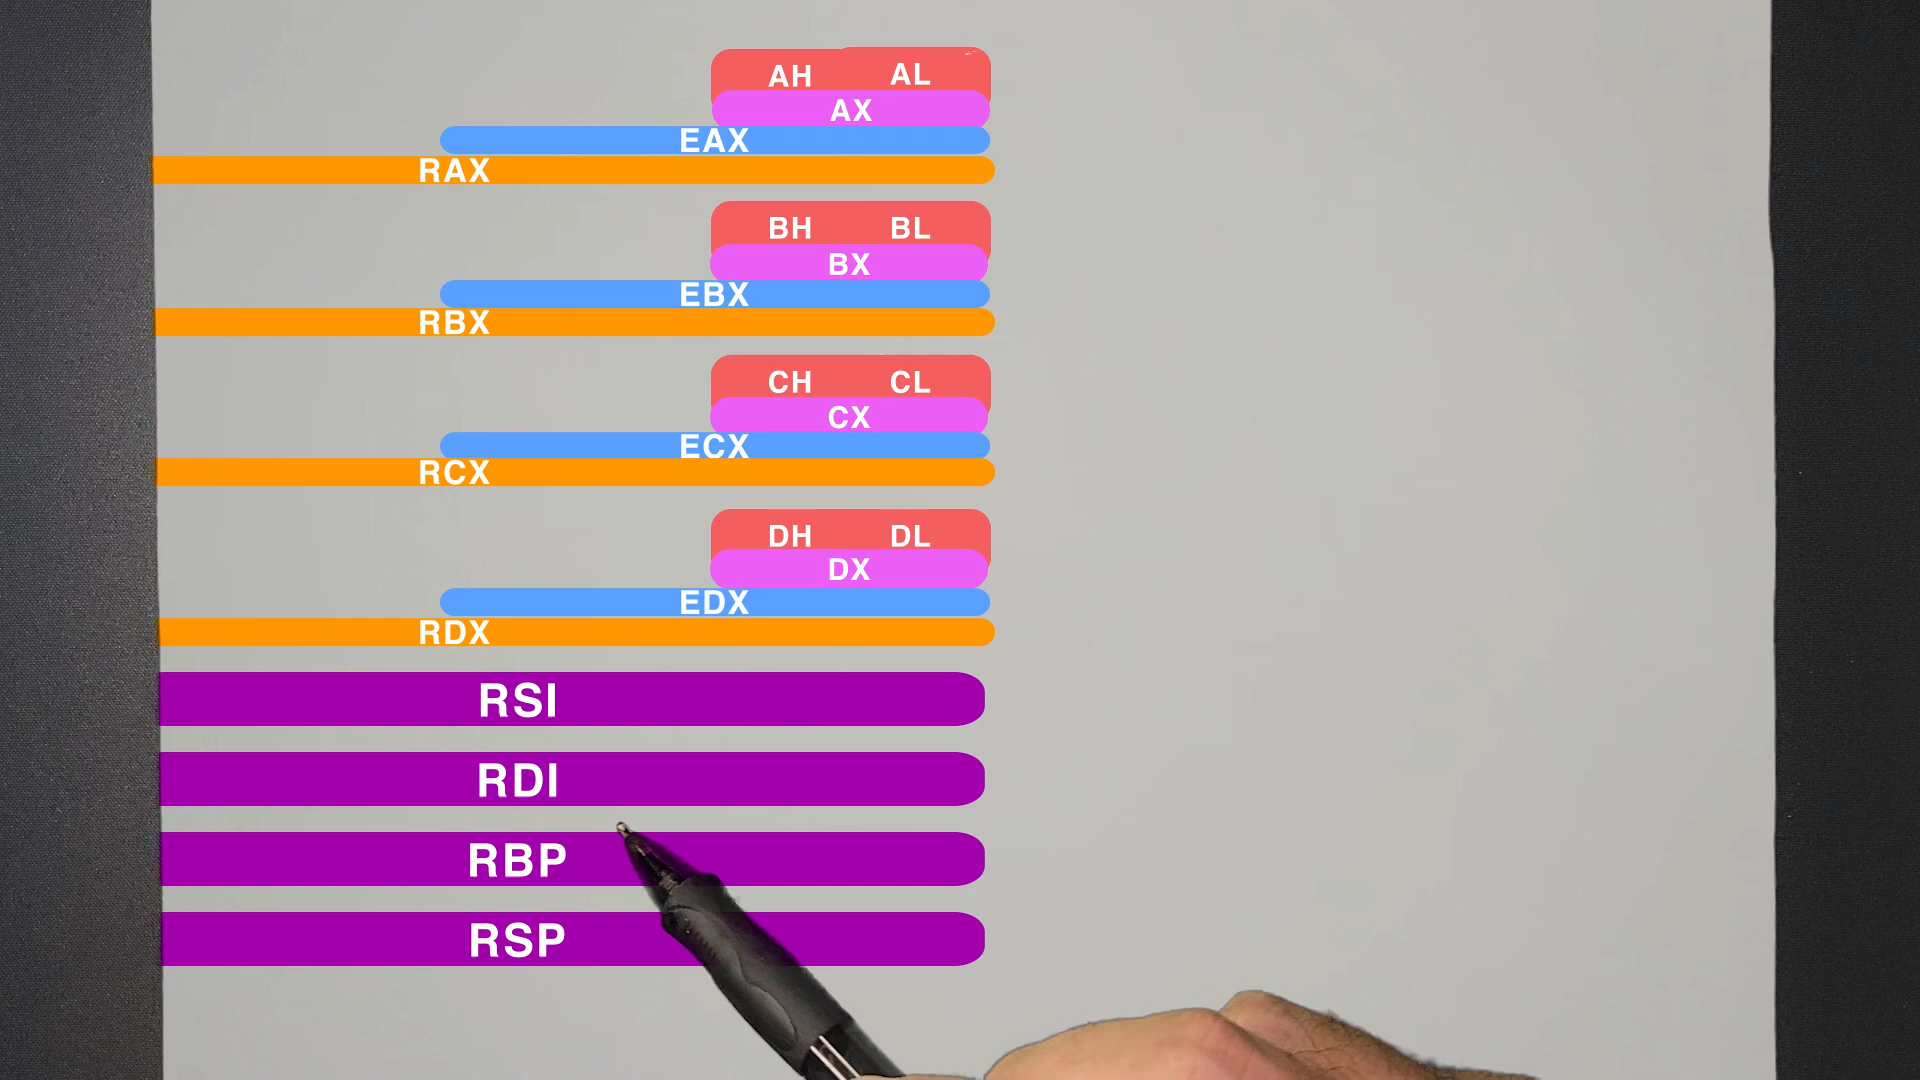 AH AL
AX
EAX
RAX
BH BL
BX
EBX
RBX
CH CL
CX
ECX
RCX
DH DL
DX
EDX
RDX
RSI
RDI
RBP
RSP